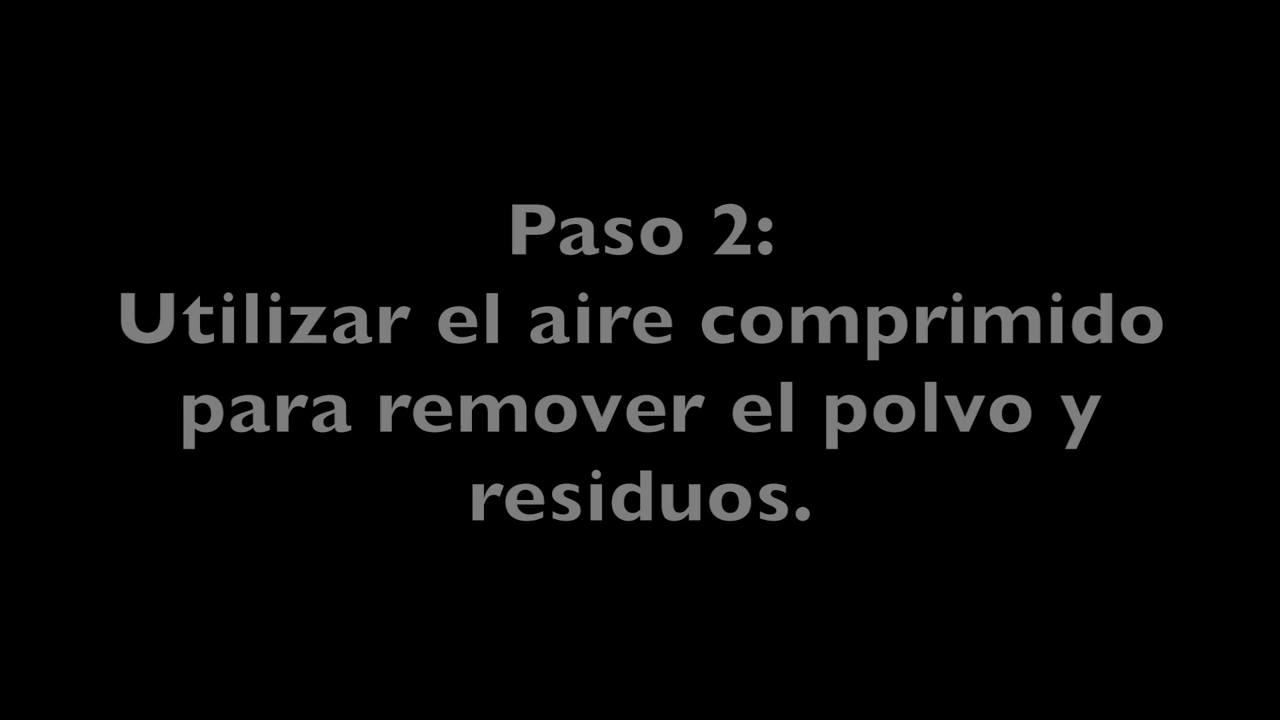 Paso 2:
Utilizar el aire comprimido
para remover el polvo y
residuos.